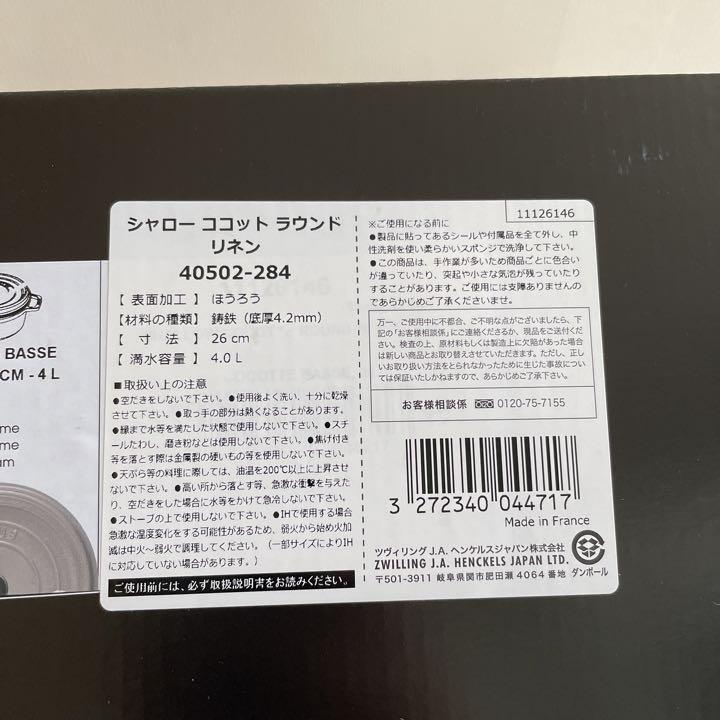 シャロー ココット ラウンド
リネン
40502-284
【 表面加工 】 ほうろう
【材料の種類】 鋳鉄（底厚4.2mm）
【 寸　法 】 26 cm
【 満水容量 】 4.0 L
■取扱い上の注意
●空だきをしないで下さい。●使用後よく洗い、十分に乾燥
させて下さい。●取っ手の部分は熱くなることがあります。
●縁まで水等を満たした状態で使用しないで下さい。●スチ
ールたわし、磨き粉などは使用しないで下さい。●焦げ付き
等を落とす際は金属製の硬いもの等を使用しないで下さい。
●天ぷら等の料理に際しては、油温を200℃以上に上昇させ
ないで下さい。●高い所から落とす等、急激な衝撃を与えた
り、空だきをした場合に水等をかけて急冷しないで下さい。
●ストーブの上で使用しないで下さい。●IHで使用する場合
急激な温度変化をする可能性があるため、弱火から始め火加
減は中火～弱火で調理してください。（一部サイズによりIH
に対応していない場合があります。）
ご使用前には、必ず取扱説明書をお読みください。
11126146
※ご使用になる前に
●製品に貼ってあるシールや付属品を全て外し、中
性洗剤を使い柔らかいスポンジで洗浄して下さい。
●この商品は、手作業が多いため商品ごとに色合い
が違っていたり、突起や小さな気泡が残っていたり
することがあります。ご使用には支障ありませんの
であらかじめご了承くださいませ。
万一、ご使用中に不都合、ご不明な点がございましたら、下
記の「お客様相談係」にご連絡くださるか、現品をご送付くださ
い。検査の上、原材料もしくは製造上に欠陥があった場合
は新しい商品とお取り替えさせていただきます。ただし、正し
いお取り扱い方法をとられなかったために生じた事故につい
ては保証いたしかねますので、あらかじめご了承下さい。
お客様相談係 0120-75-7155
3 272340 044717
Made in France
ツヴィリング J.A. ヘンケルスジャパン株式会社
ZWILLING J.A. HENCKELS JAPAN LTD.
〒501-3911 岐阜県関市肥田瀬 4064 番地
ダンボール
BASSE
CM - 4 L
me
me
m